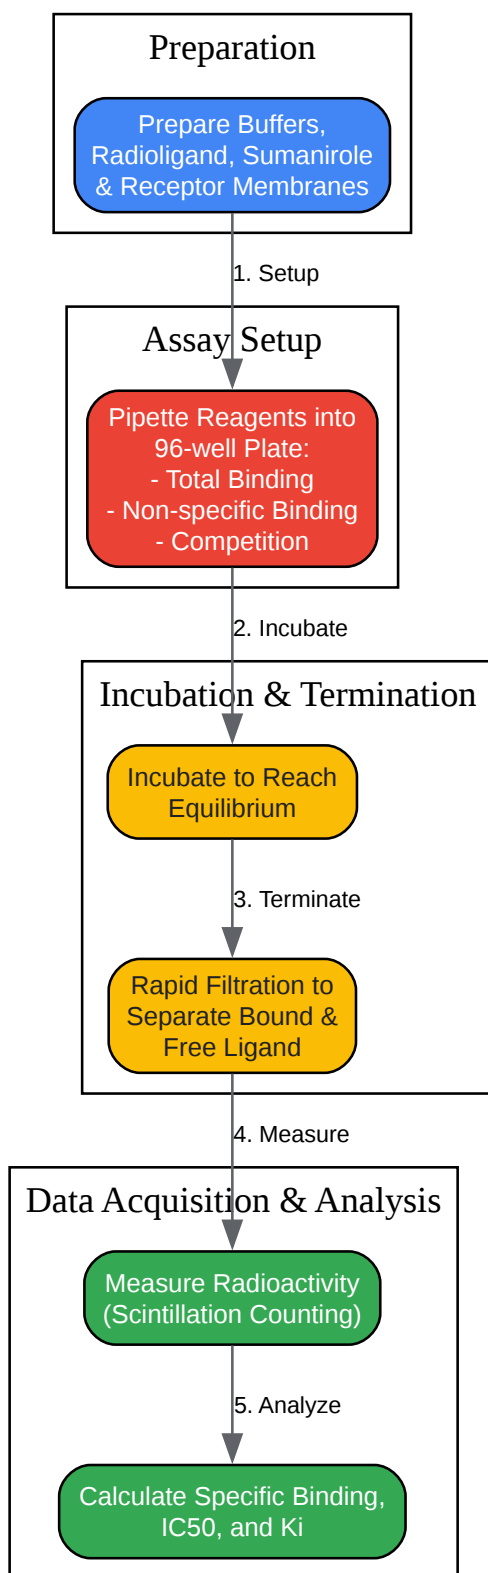 Preparation
Prepare Buffers,
Radioligand, Sumanirole
& Receptor Membranes
1. Setup
Assay Setup
Pipette Reagents into
96-well Plate:
- Total Binding
- Non-specific Binding
- Competition
2. Incubate
Incubation & Termination
Incubate to Reach
Equilibrium
3. Terminate
Rapid Filtration to
Separate Bound &
Free Ligand
4. Measure
Data Acquisition & Analysis
Measure Radioactivity
(Scintillation Counting)
5. Analyze
Calculate Specific Binding,
IC50, and Ki